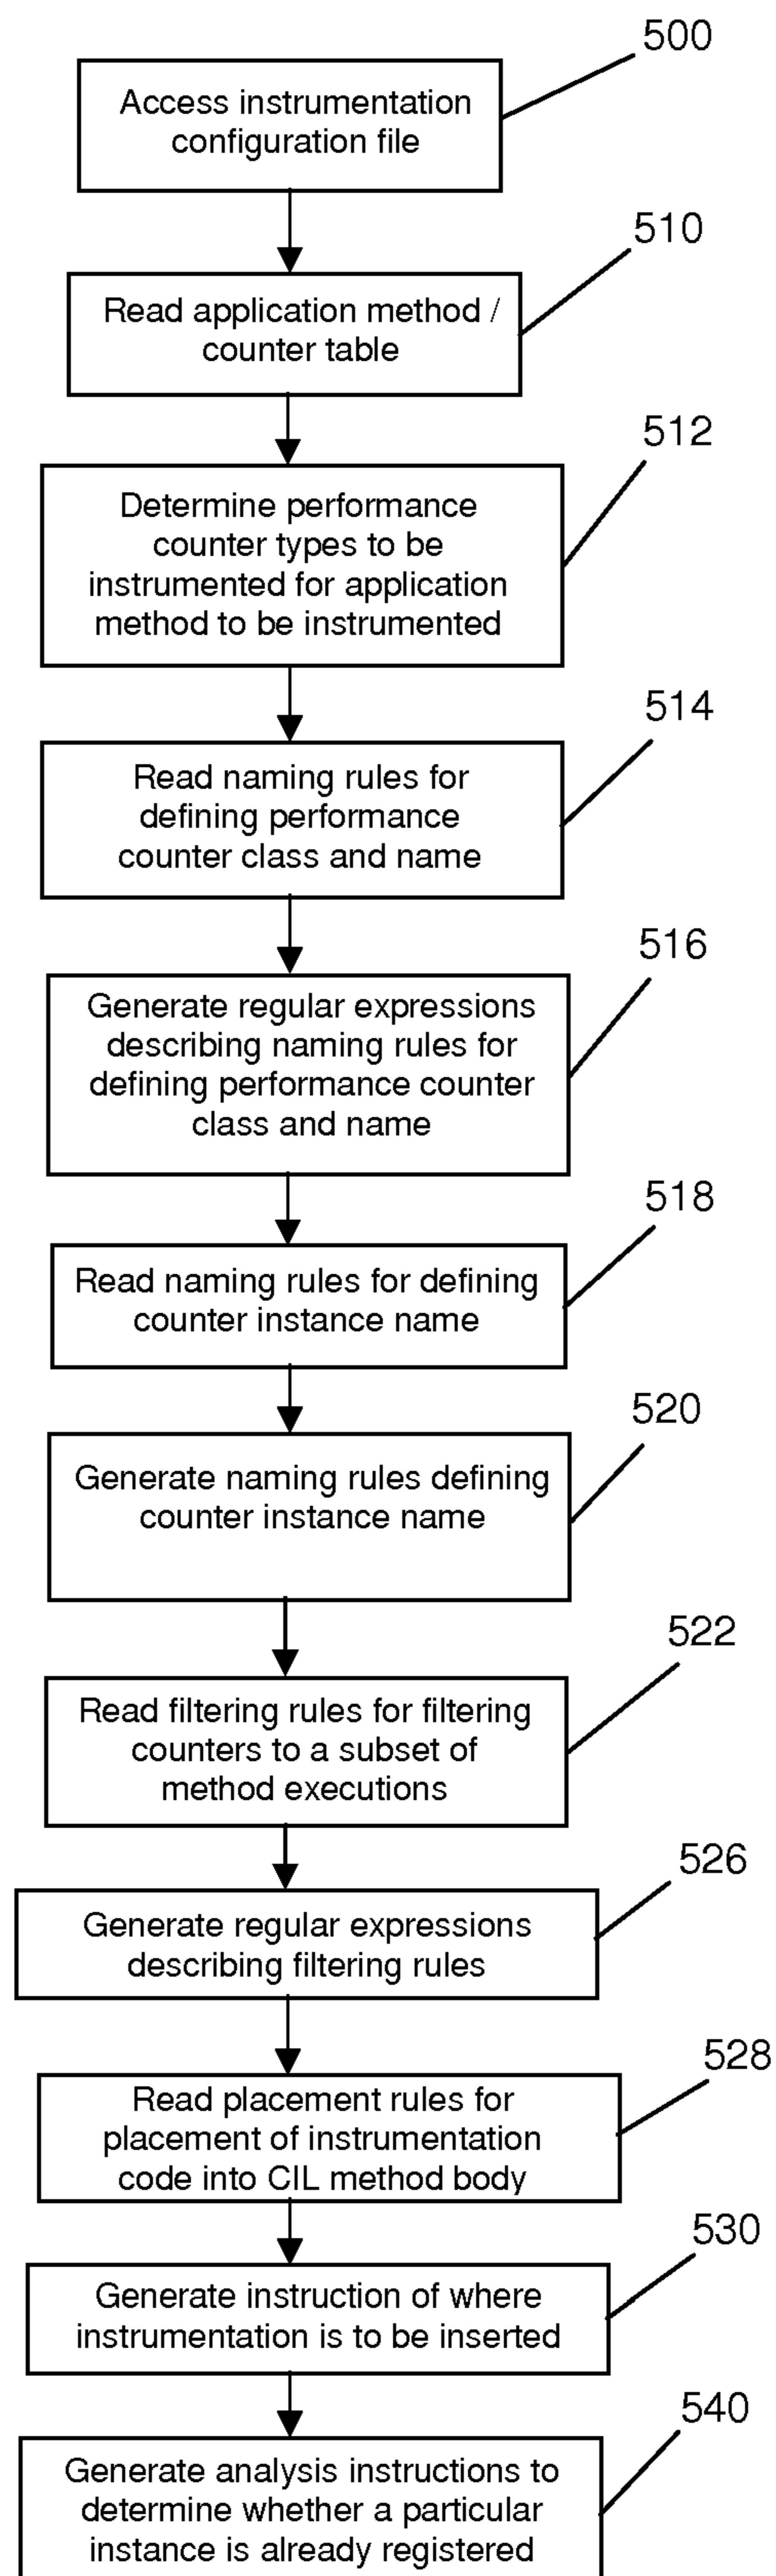 500
Access instrumentation
configuration file
510
Read application method /
counter table
512
Determine performance
counter types to be
instrumented for application
method to be instrumented
514
Read naming rules for
defining performance
counter class and name
516
Generate regular expressions
describing naming rules for
defining performance counter
class and name
518
Read naming rules for defining
counter instance name
520
Generate naming rules defining
counter instance name
522
Read filtering rules for filtering
counters to a subset of
method executions
526
Generate regular expressions
describing filtering rules
528
Read placement rules for
placement of instrumentation
code into CIL method body
530
Generate instruction of where
instrumentation is to be inserted
540
Generate analysis instructions to
determine whether a particular
instance is already registered